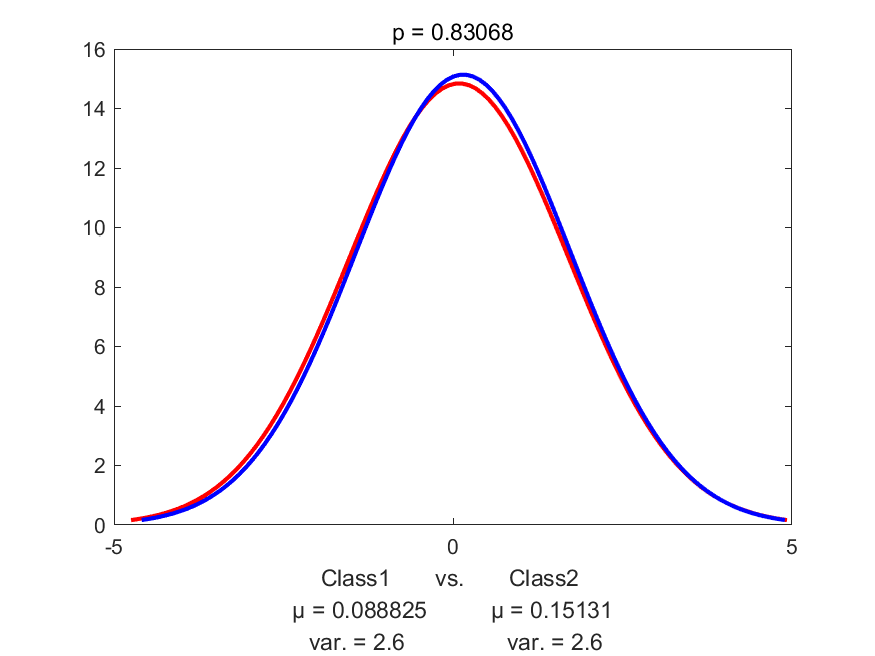 p = 0.83068
16
14
12
10
8
6
4
2
0
-5 0 5
Class1 vs. Class2
μ = 0.088825 μ = 0.15131
var. = 2.6 var. = 2.6